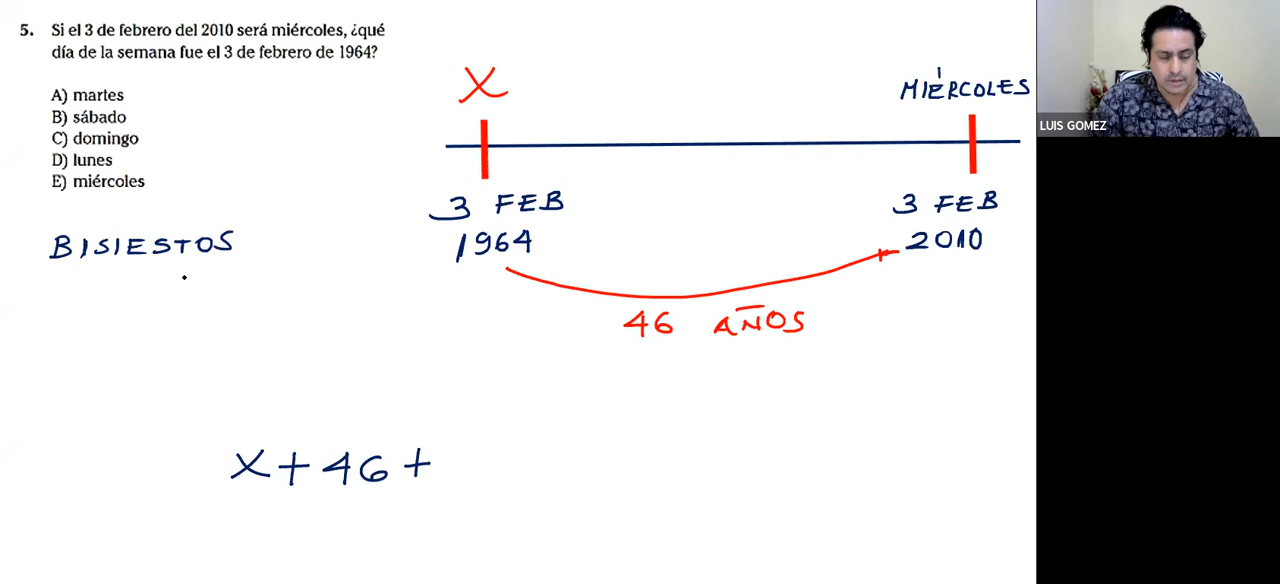 5. Si el 3 de febrero del 2010 será miércoles, ¿qué
día de la semana fue el 3 de febrero de 1964?
A) martes
B) sábado
C) domingo
D) lunes
E) miércoles
BISIESTOS
X
MIÉRCOLES
3 FEB
1964
3 FEB
2010
46 AÑOS
X + 46 +
LUIS GOMEZ